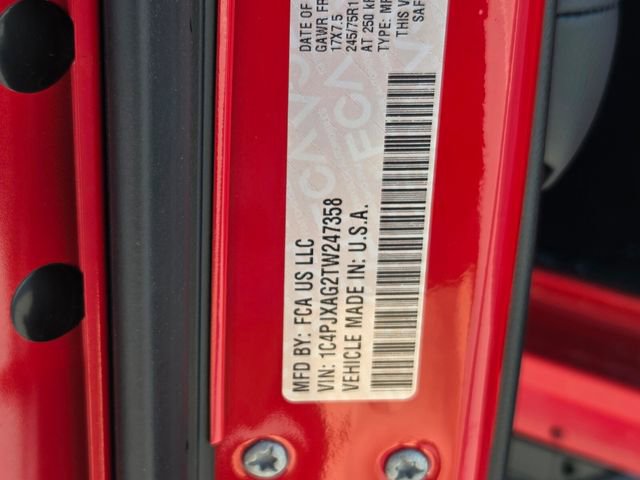 MFD BY: FCA US LLC
DATE OF
GAWR FR
17X7.5
245/75R1
AT 250 KP
TYPE: MP
THIS V
SAF
VIN: 1C4PJXAG2TW247358
VEHICLE MADE IN: U.S.A.